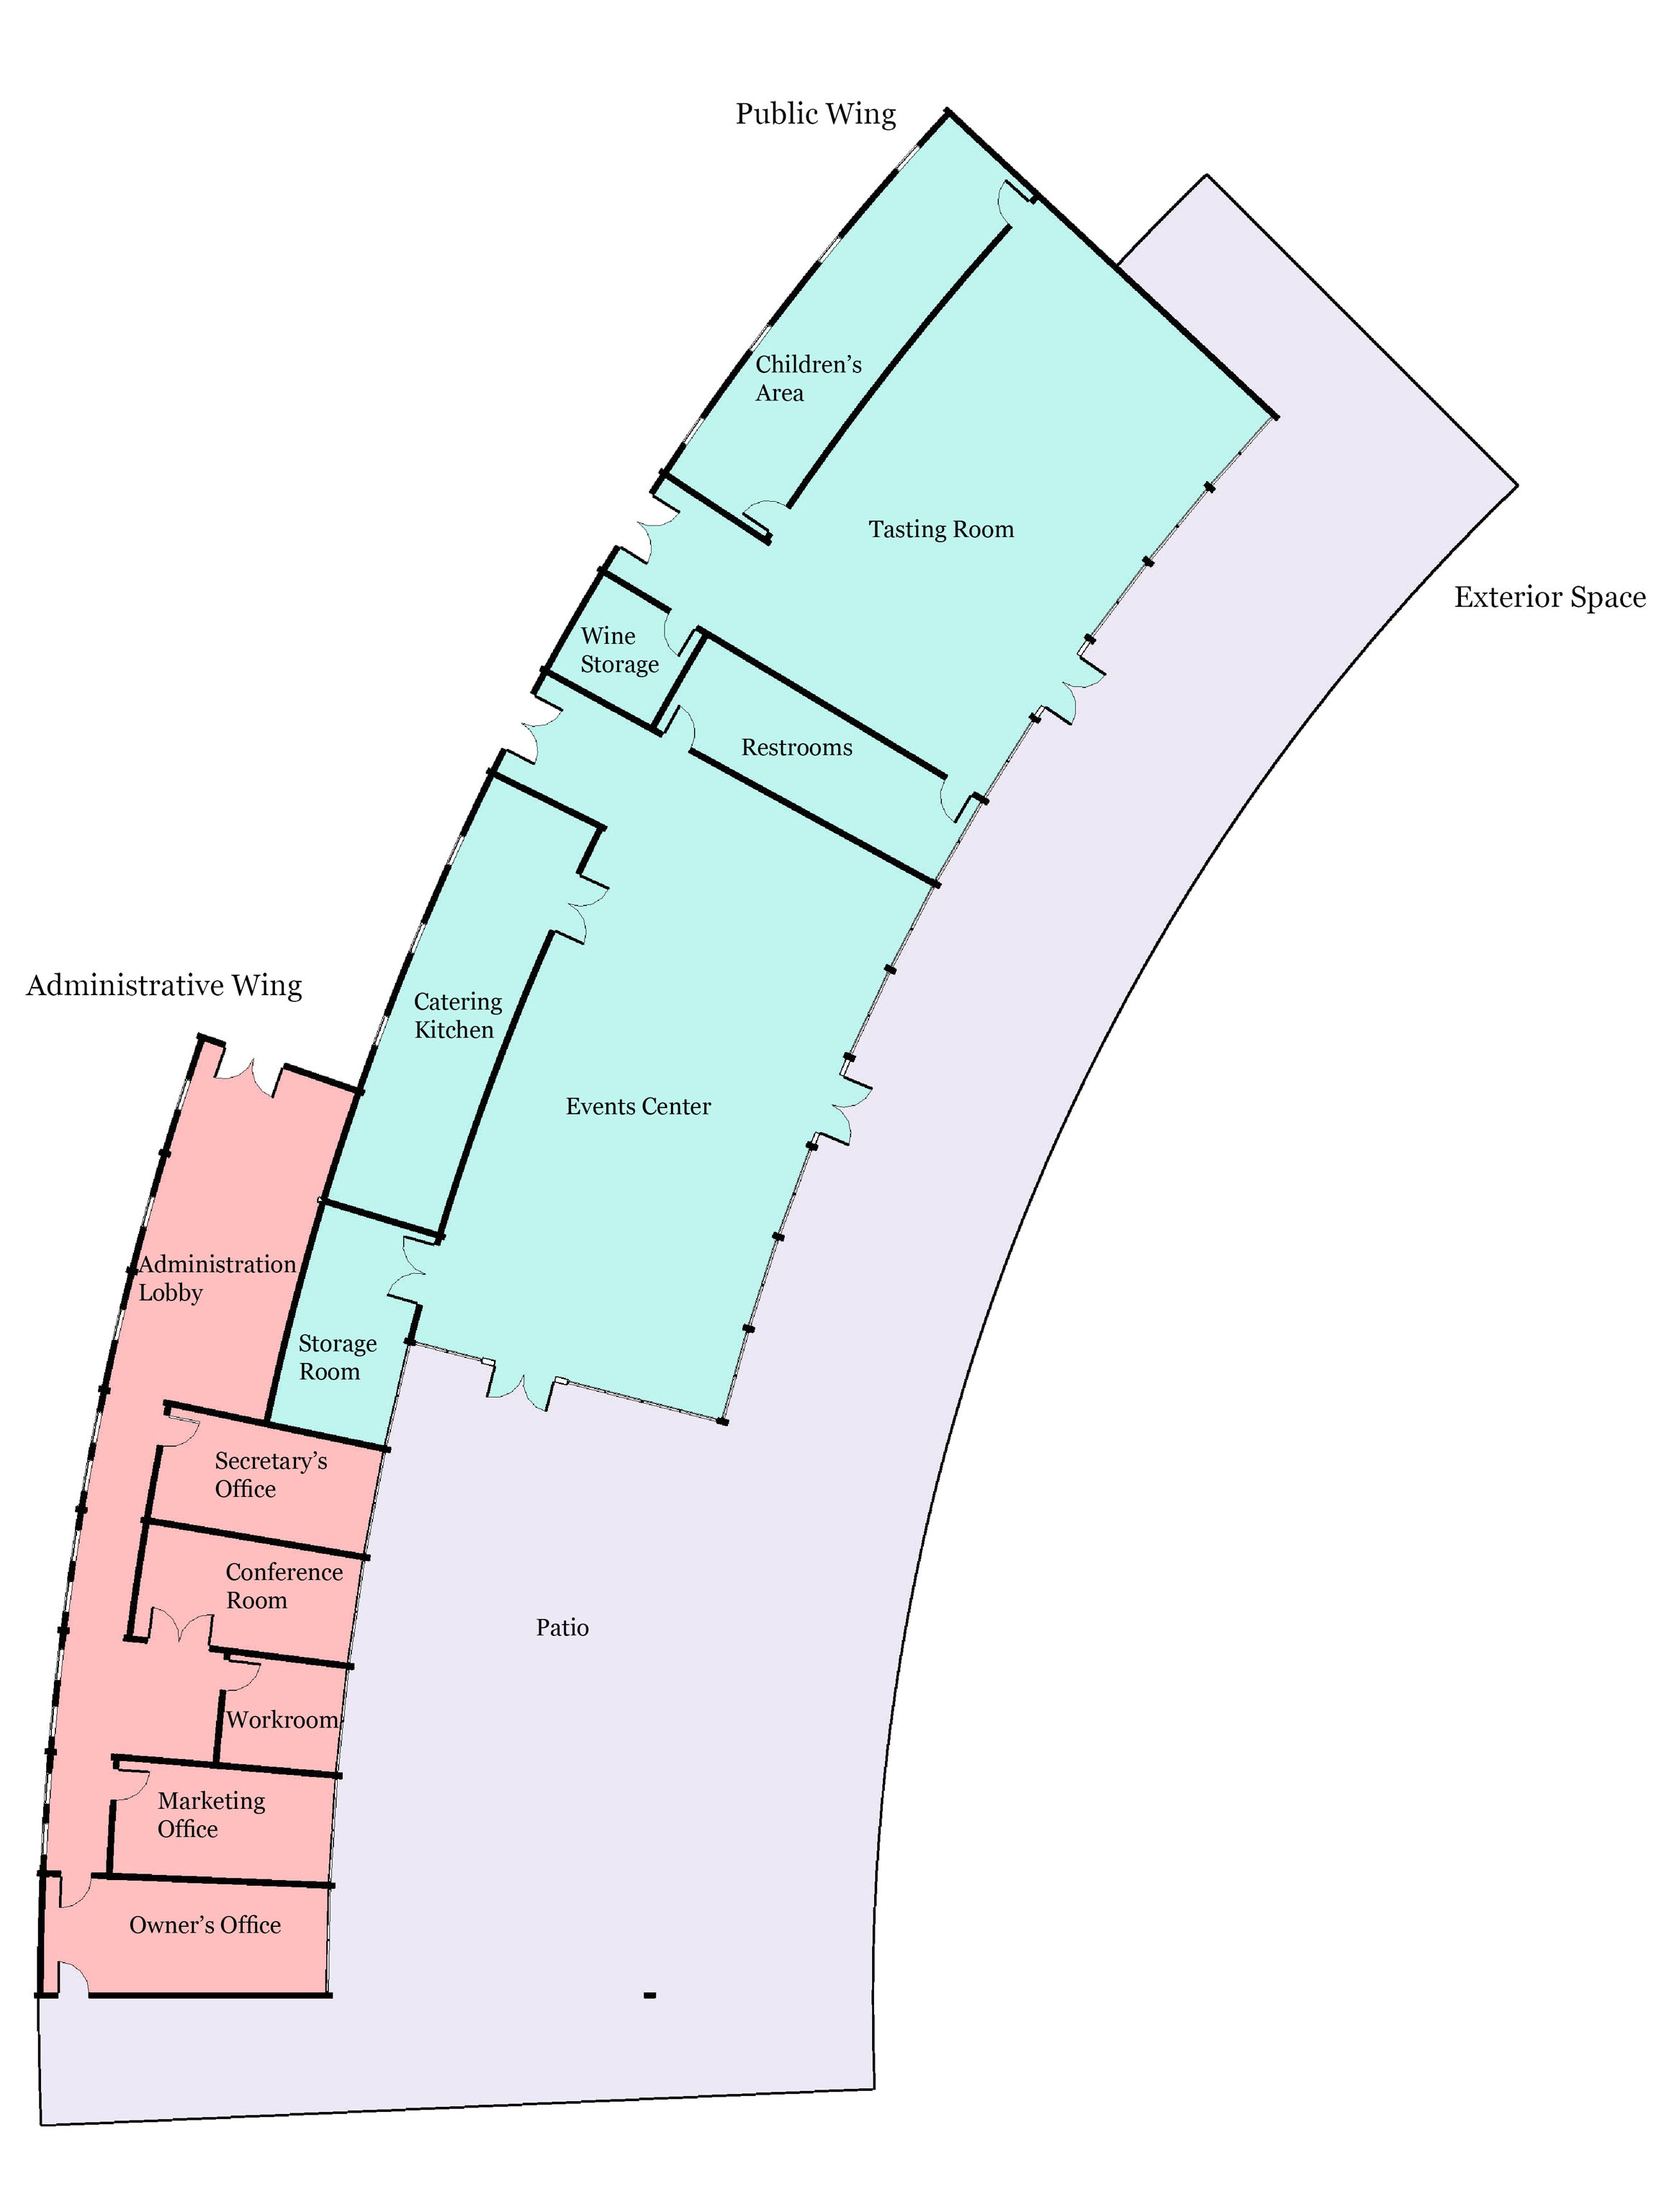 Public Wing
Children's
Area
Tasting Room
Exterior Space
Wine
Storage
Restrooms
Administrative Wing
Catering
Kitchen
Events Center
Administration
Lobby
Storage
Room
Secretary's
Office
Conference
Room
Patio
Workroom
Marketing
Office
Owner's Office